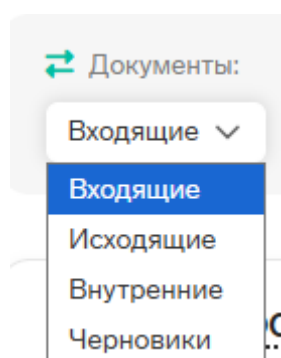 Документы:
Входящие
Входящие
Исходящие
Внутренние
Черновики